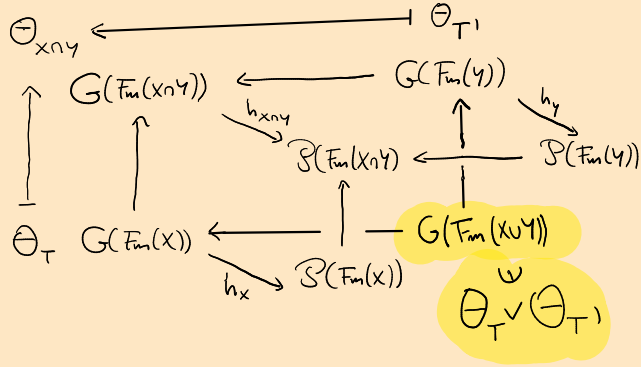 Θ_{X∩Y} Θ_{T'}
G(Fm(X∩Y)) G(Fm(Y))
h_{X∩Y} h_Y
P(Fm(X∩Y)) P(Fm(Y))
Θ_T G(Fm(X)) G(Fm(X∪Y))
h_X P(Fm(X))
Θ_T ∨ Θ_{T'}